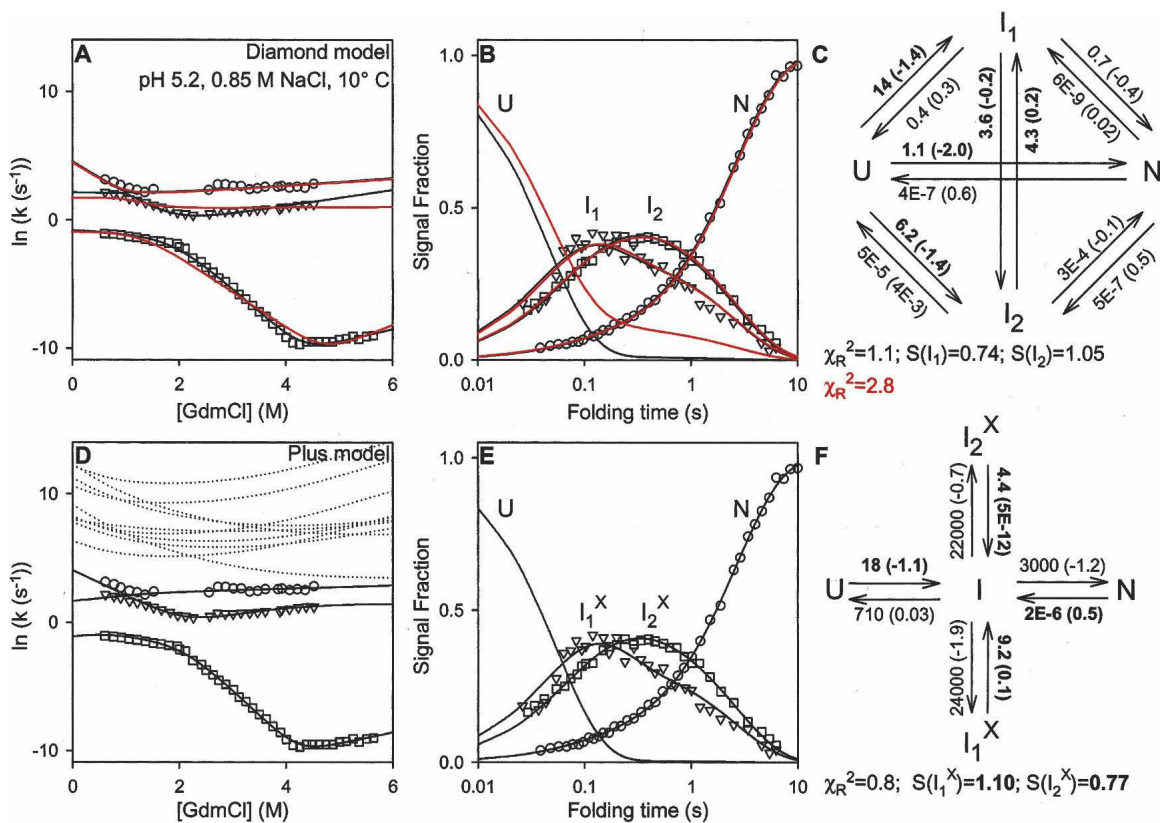 A
Diamond model
pH 5.2, 0.85 M NaCl, 10° C
ln (k (s⁻¹))
10
0
-10
0 2 4 6
[GdmCl] (M)
B
Signal Fraction
1.0
0.5
0.0
U
I₁
I₂
N
0.01 0.1 1 10
Folding time (s)
C
I₁
14 (-1.4)
0.4 (0.3)
3.6 (-0.2)
4.3 (0.2)
0.7 (-0.4)
6E-9 (0.02)
U
1.1 (-2.0)
4E-7 (0.6)
N
6.2 (-1.4)
5E-5 (4E-3)
3E-4 (-0.1)
5E-7 (0.5)
I₂
χR²=1.1; S(I₁)=0.74; S(I₂)=1.05
χR²=2.8
D
Plus model
ln (k (s⁻¹))
10
0
-10
0 2 4 6
[GdmCl] (M)
E
Signal Fraction
1.0
0.5
0.0
U
I₁ˣ
I₂ˣ
N
0.01 0.1 1 10
Folding time (s)
F
I₂ˣ
22000 (-0.7)
4.4 (5E-12)
U
18 (-1.1)
710 (0.03)
I
3000 (-1.2)
2E-6 (0.5)
N
24000 (-1.9)
9.2 (0.1)
I₁ˣ
χR²=0.8; S(I₁ˣ)=1.10; S(I₂ˣ)=0.77